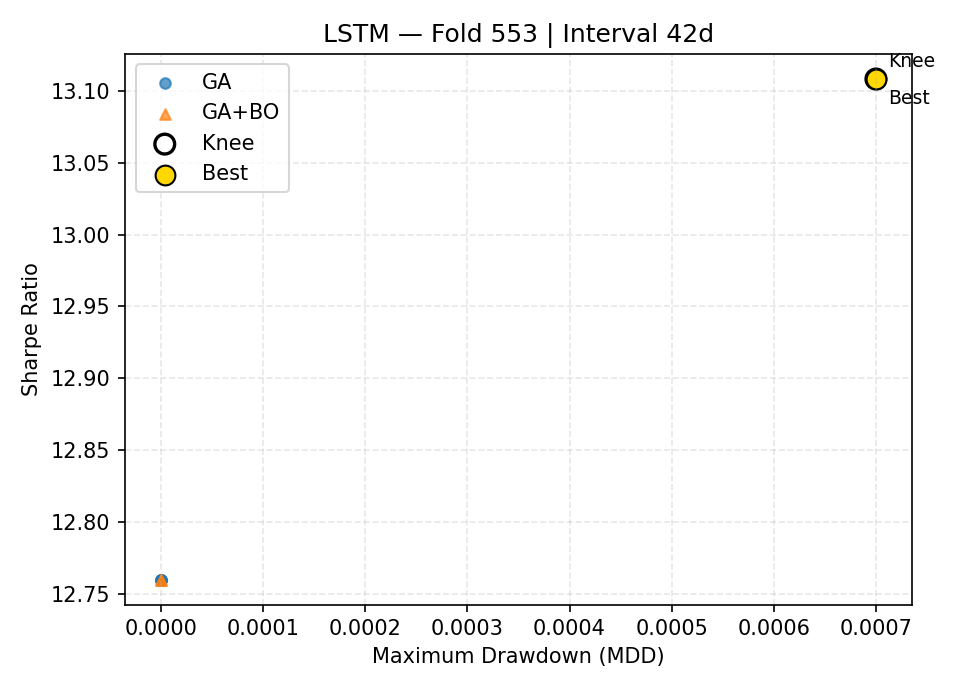 LSTM — Fold 553 | Interval 42d
GA
GA+BO
Knee
Best
Knee
Best
13.10
13.05
13.00
12.95
12.90
12.85
12.80
12.75
Sharpe Ratio
0.0000 0.0001 0.0002 0.0003 0.0004 0.0005 0.0006 0.0007
Maximum Drawdown (MDD)